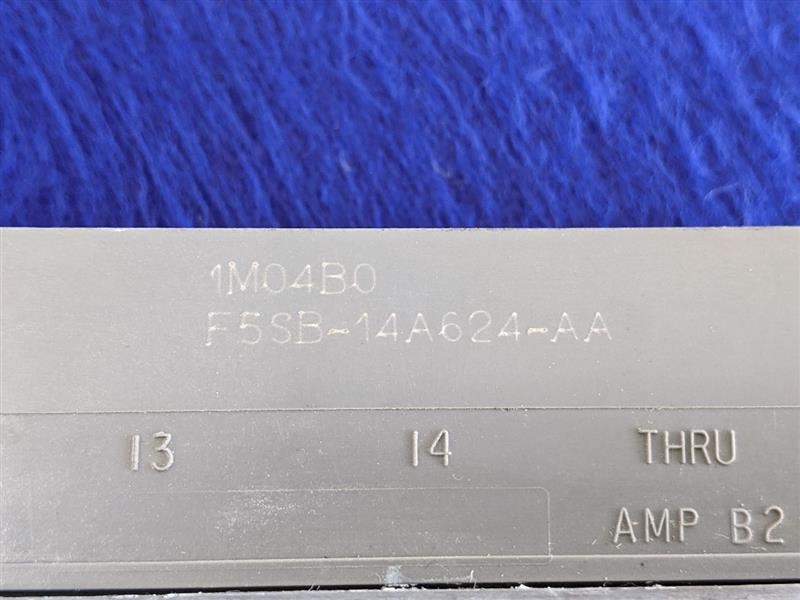 1M04B0
F5SB-14A624-AA
13 14 THRU
AMP B2